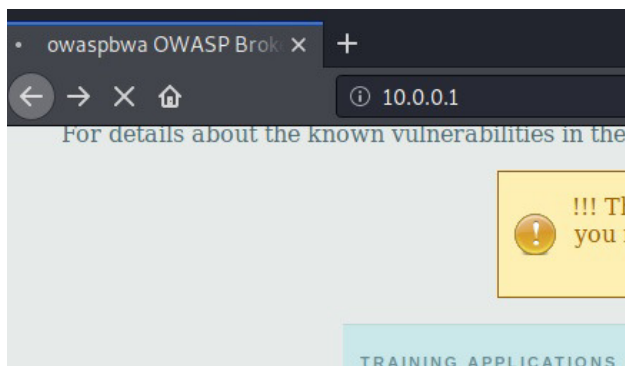 owaspbwa OWASP Brok
10.0.0.1
For details about the known vulnerabilities in the
!!! Th
you
TRAINING APPLICATIONS